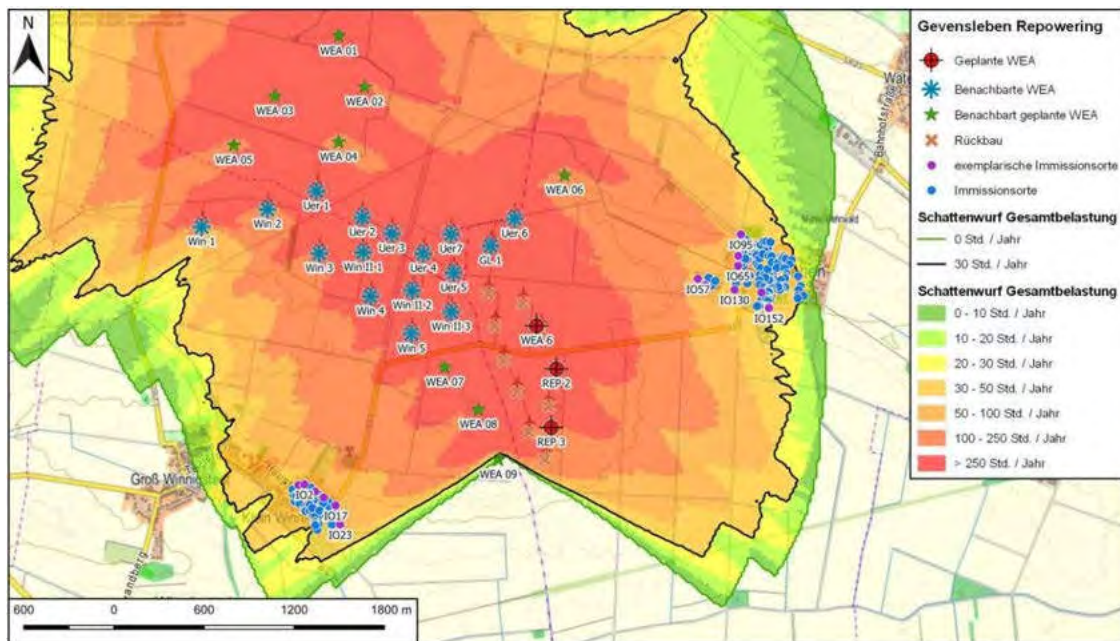 N
WEA 01
WEA 02
WEA 03
WEA 04
WEA 05
WEA 06
Uer 1
Win 2
Win 1
Uer 2
Uer 3
Uer7
Uer 6
GL 1
Win 3
Win II-1
Uer 4
Uer 5
Win 4
Win II-2
Win II-3
Win 5
WEA 6
WEA 07
REP-2
WEA 08
REP 3
WEA 09
IO95
IO65
IO57
IO130
IO152
IO2
IO17
IO23
Bahnhofstraße
600 0 600 1200 1800 m
Gevensleben Repowering
Geplante WEA
Benachbarte WEA
Benachbart geplante WEA
Rückbau
exemplarische Immissionsorte
Immissionsorte
Schattenwurf Gesamtbelastung
0 Std. / Jahr
30 Std. / Jahr
Schattenwurf Gesamtbelastung
0 - 10 Std. / Jahr
10 - 20 Std. / Jahr
20 - 30 Std. / Jahr
30 - 50 Std. / Jahr
50 - 100 Std. / Jahr
100 - 250 Std. / Jahr
> 250 Std. / Jahr